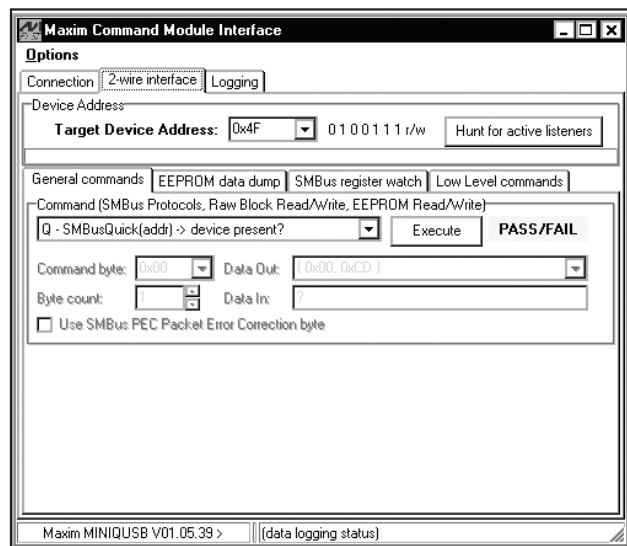 Maxim Command Module Interface
Options
Connection 2-wire interface Logging
Device Address
Target Device Address: 0x4F 0 1 0 0 1 1 1 r/w Hunt for active listeners
General commands EEPROM data dump SMBus register watch Low Level commands
Command (SMBus Protocols, Raw Block Read/Write, EEPROM Read/Write)
Q - SMBusQuick(addr) -> device present? Execute PASS/FAIL
Command byte: 0x00 Data Out: { 0x00, 0xCD }
Byte count: 1 Data In: ?
Use SMBus PEC Packet Error Correction byte
Maxim MINIQUSB V01.05.39 > (data logging status)